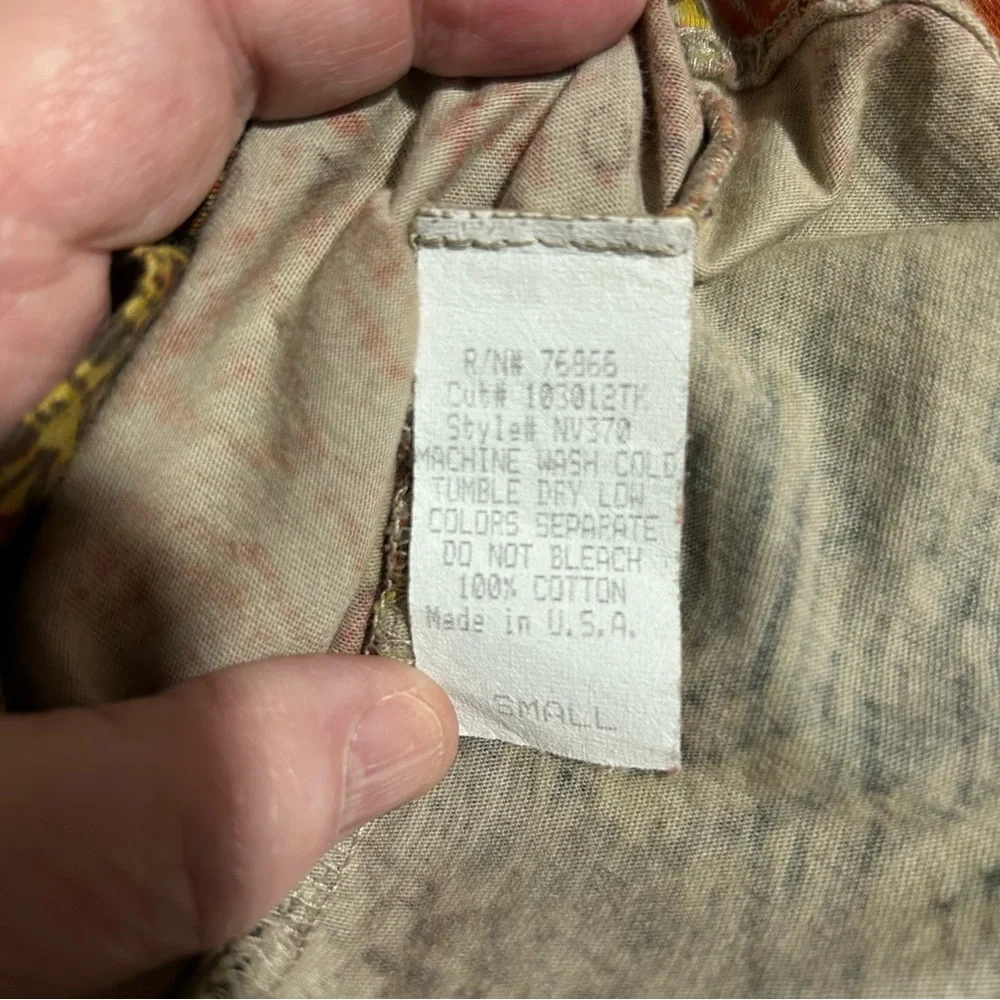 R/N# 76966
Cut# 103012TK
Style# NV370
MACHINE WASH COLD
TUMBLE DRY LOW
COLORS SEPARATE
DO NOT BLEACH
100% COTTON
Made in U.S.A.
SMALL